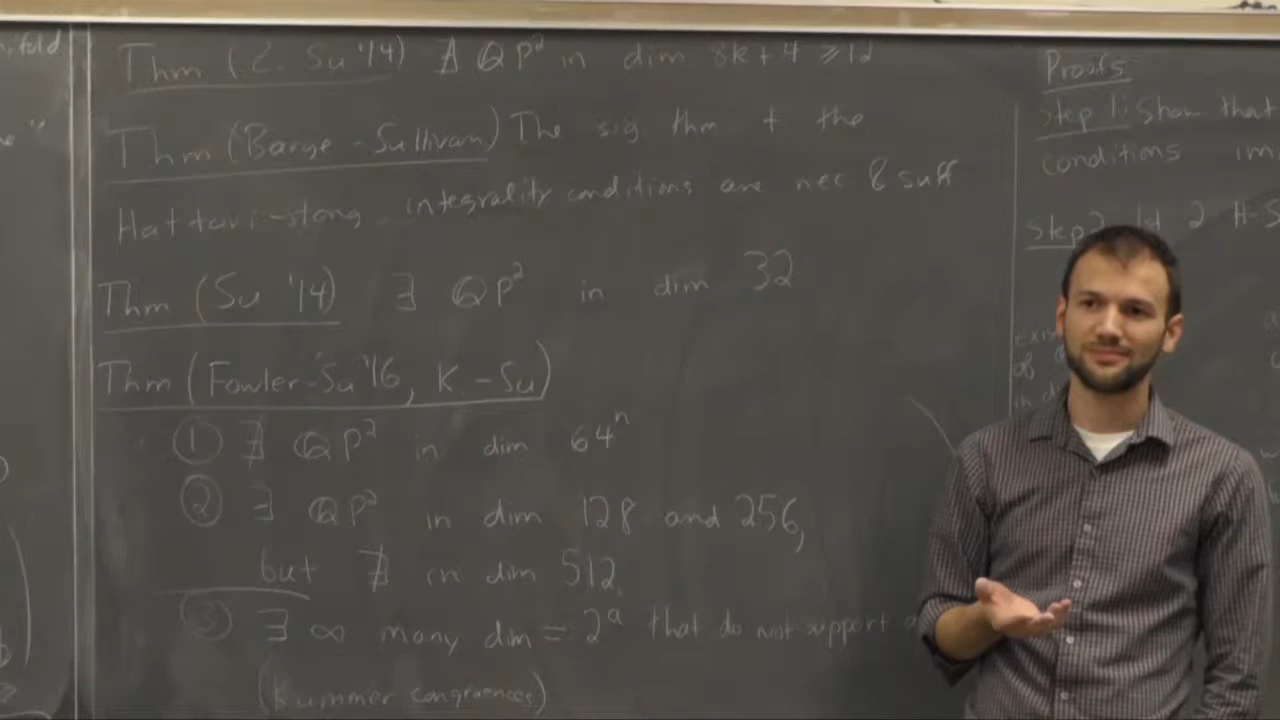 Thm (Z. Su '14) ∄ QP² in dim 8k+4 ≥ 12
Thm (Barge-Sullivan) The sig thm + the
Hattori-Stong integrality conditions are nec & suff
Thm (Su '14) ∃ QP² in dim 32
Thm (Fowler-Su '16, K-Su)
① ∄ QP² in dim 64ⁿ
② ∃ QP² in dim 128 and 256,
but ∄ in dim 512.
③ ∃ ∞ many dim = 2ᵃ that do not support a
(Kummer congruences)
Proofs
Step 1: Show that
conditions im
Step 2 let 2 H-S